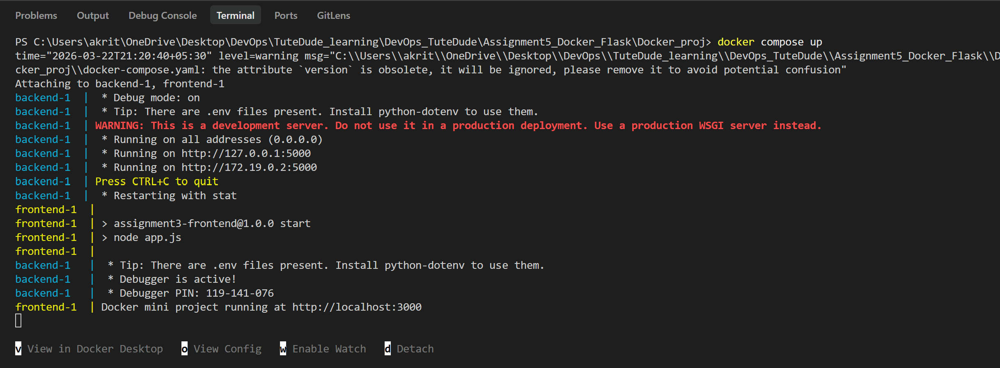 Problems Output Debug Console Terminal Ports GitLens
PS C:\Users\akrit\OneDrive\Desktop\DevOps\TuteDude_learning\DevOps_TuteDude\Assignment5_Docker_Flask\Docker_proj> docker compose up
time="2026-03-22T21:20:40+05:30" level=warning msg="C:\\Users\\akrit\\OneDrive\\Desktop\\DevOps\\TuteDude_learning\\DevOps_TuteDude\\Assignment5_Docker_Flask\\D
cker_proj\\docker-compose.yaml: the attribute `version` is obsolete, it will be ignored, please remove it to avoid potential confusion"
Attaching to backend-1, frontend-1
backend-1 | * Debug mode: on
backend-1 | * Tip: There are .env files present. Install python-dotenv to use them.
backend-1 | WARNING: This is a development server. Do not use it in a production deployment. Use a production WSGI server instead.
backend-1 | * Running on all addresses (0.0.0.0)
backend-1 | * Running on http://127.0.0.1:5000
backend-1 | * Running on http://172.19.0.2:5000
backend-1 | Press CTRL+C to quit
backend-1 | * Restarting with stat
frontend-1 |
frontend-1 | > assignment3-frontend@1.0.0 start
frontend-1 | > node app.js
frontend-1 |
backend-1 | * Tip: There are .env files present. Install python-dotenv to use them.
backend-1 | * Debugger is active!
backend-1 | * Debugger PIN: 119-141-076
frontend-1 | Docker mini project running at http://localhost:3000
v View in Docker Desktop o View Config w Enable Watch d Detach